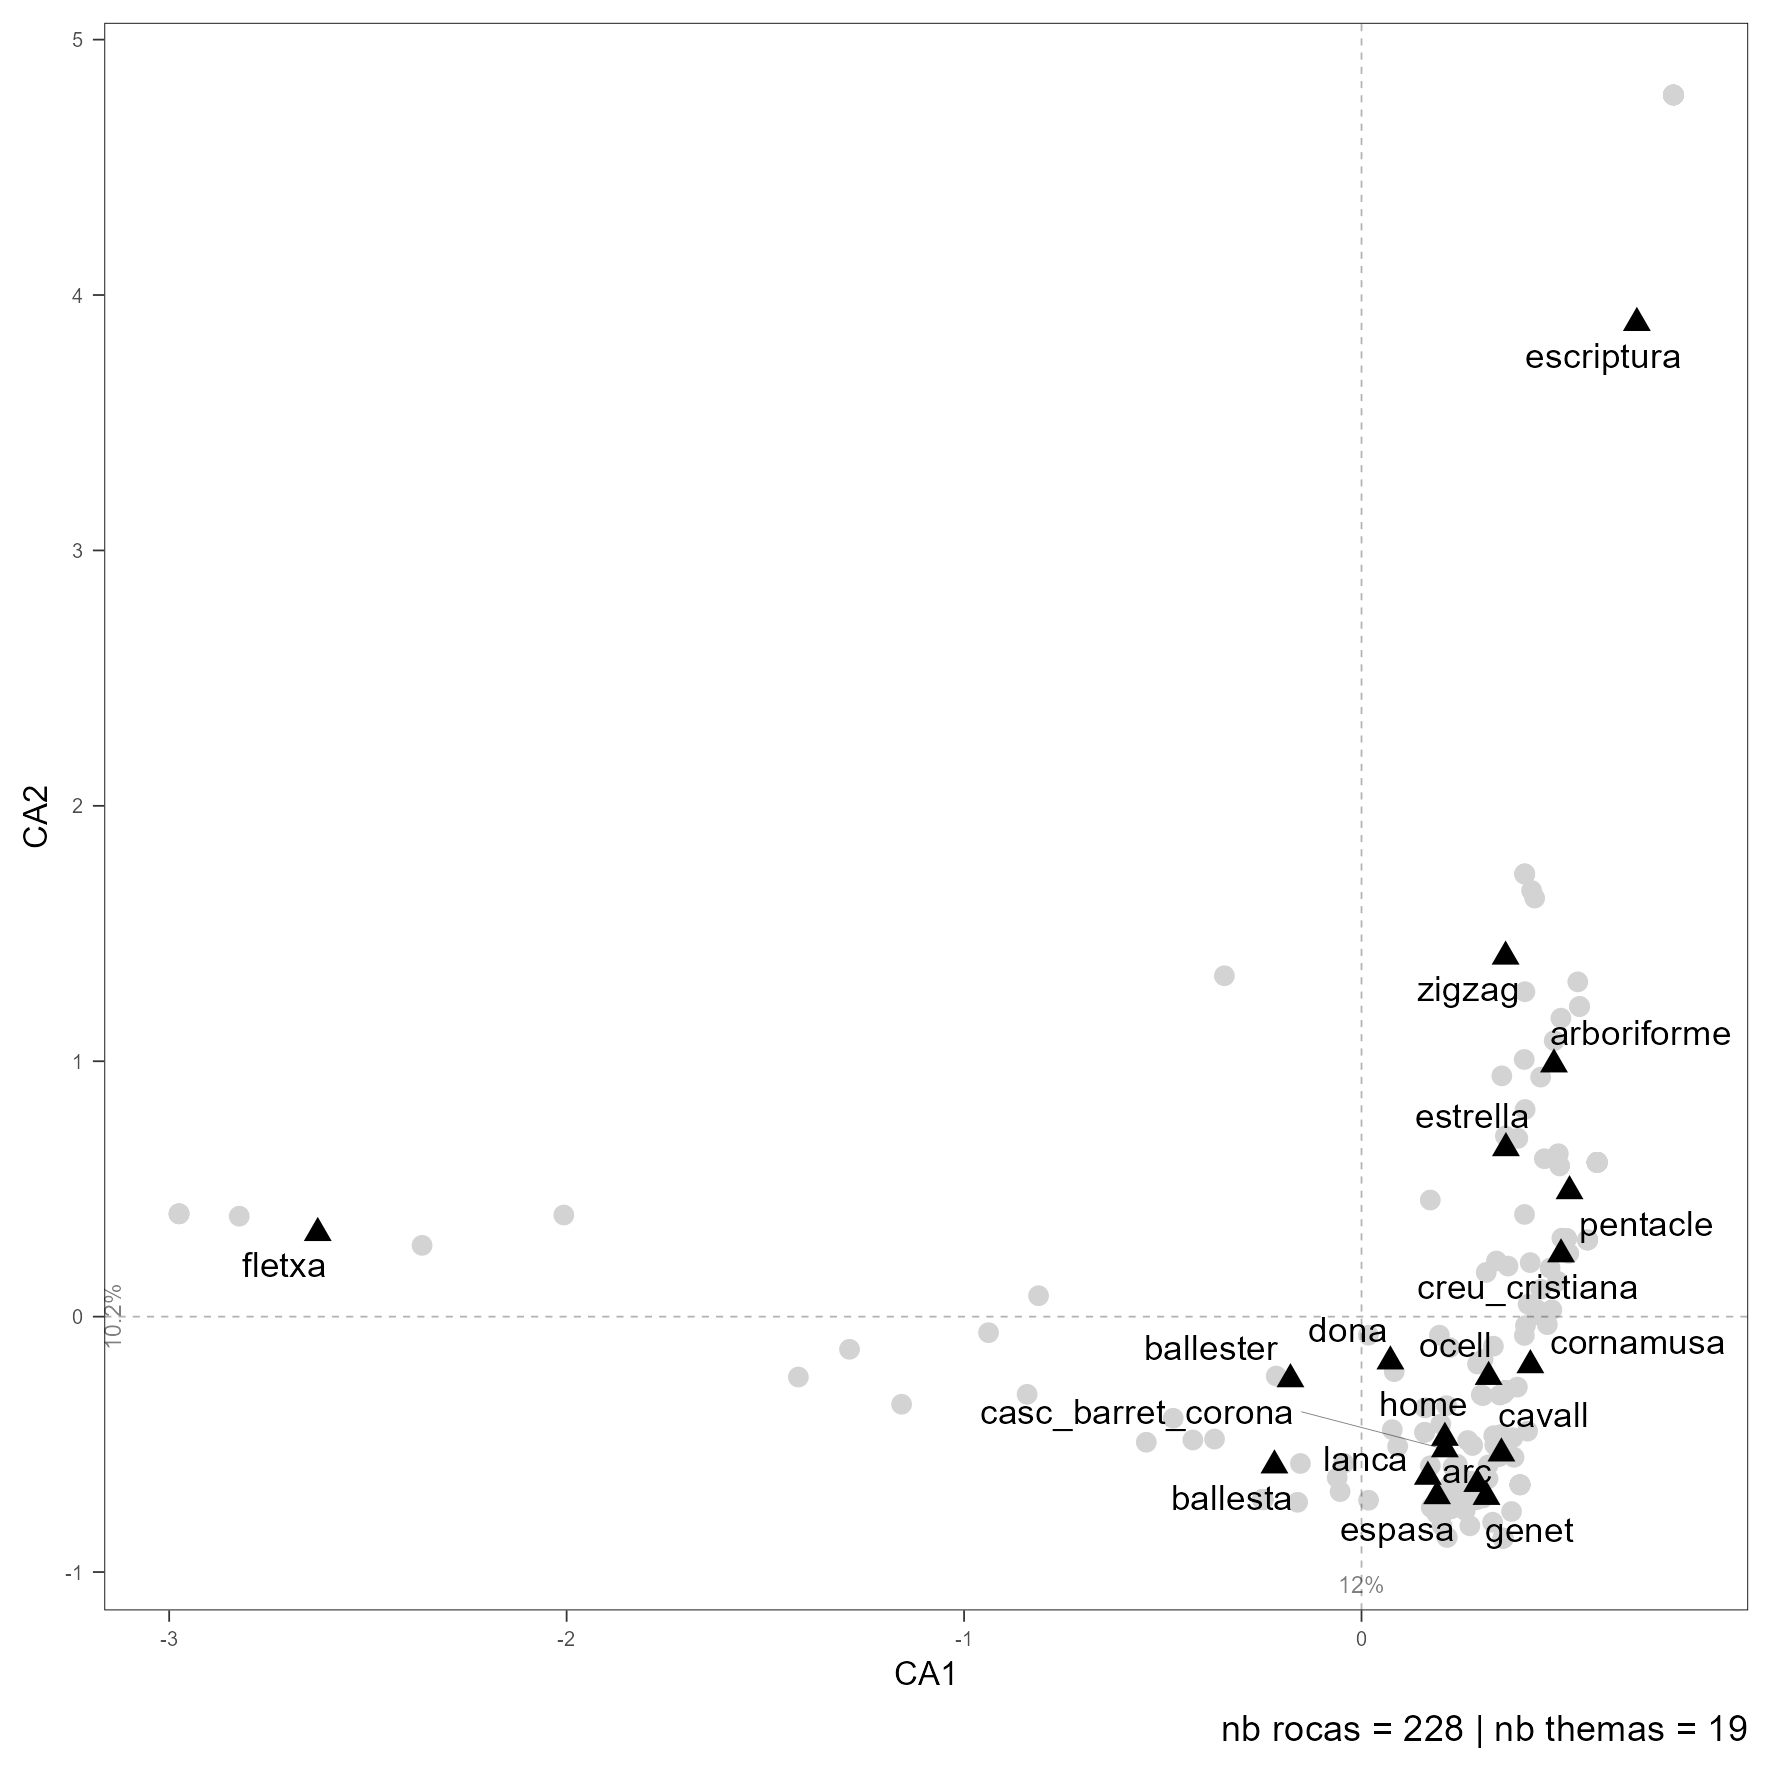 5
4
escriptura
3
2
CA2
zigzag
arboriforme
1
estrella
pentacle
fletxa
creu_cristiana
10.2%
0
dona
cornamusa
ballester
ocell
home
casc_barret_corona
cavall
lanca
arc
ballesta
espasa
genet
-1
12%
-3
-2
-1
0
CA1
nb rocas = 228 | nb themas = 19